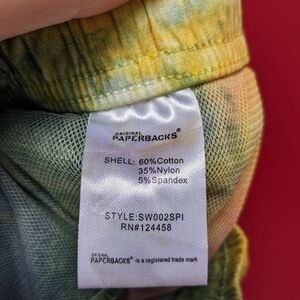 ORIGINAL
PAPERBACKS®
SHELL: 60%Cotton
35%Nylon
5%Spandex
STYLE:SW002SPI
RN#124458
ORIGINAL
PAPERBACKS® is a registered trade mark